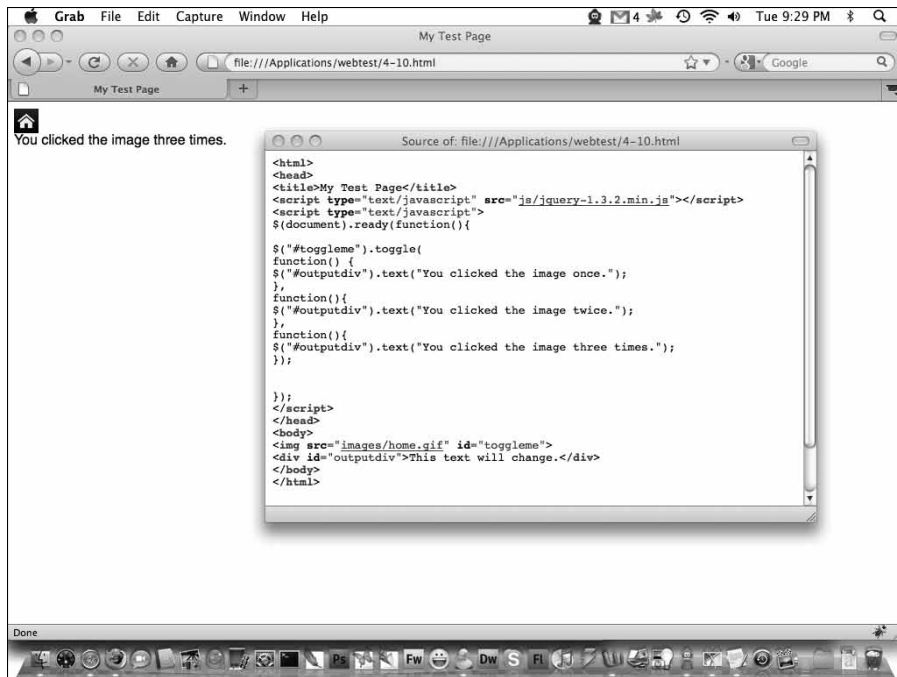 Grab File Edit Capture Window Help 4 Tue 9:29 PM
My Test Page
file:///Applications/webtest/4-10.html Google
My Test Page +
You clicked the image three times.
Source of: file:///Applications/webtest/4-10.html
<html>
<head>
<title>My Test Page</title>
<script type="text/javascript" src="js/jquery-1.3.2.min.js"></script>
<script type="text/javascript">
$(document).ready(function(){
$("#toggleme").toggle(
function() {
$("#outputdiv").text("You clicked the image once.");
},
function(){
$("#outputdiv").text("You clicked the image twice.");
},
function(){
$("#outputdiv").text("You clicked the image three times.");
});
});
</script>
</head>
<body>
<img src="images/home.gif" id="toggleme">
<div id="outputdiv">This text will change.</div>
</body>
</html>
Done
Ps Fw Dw S Fl